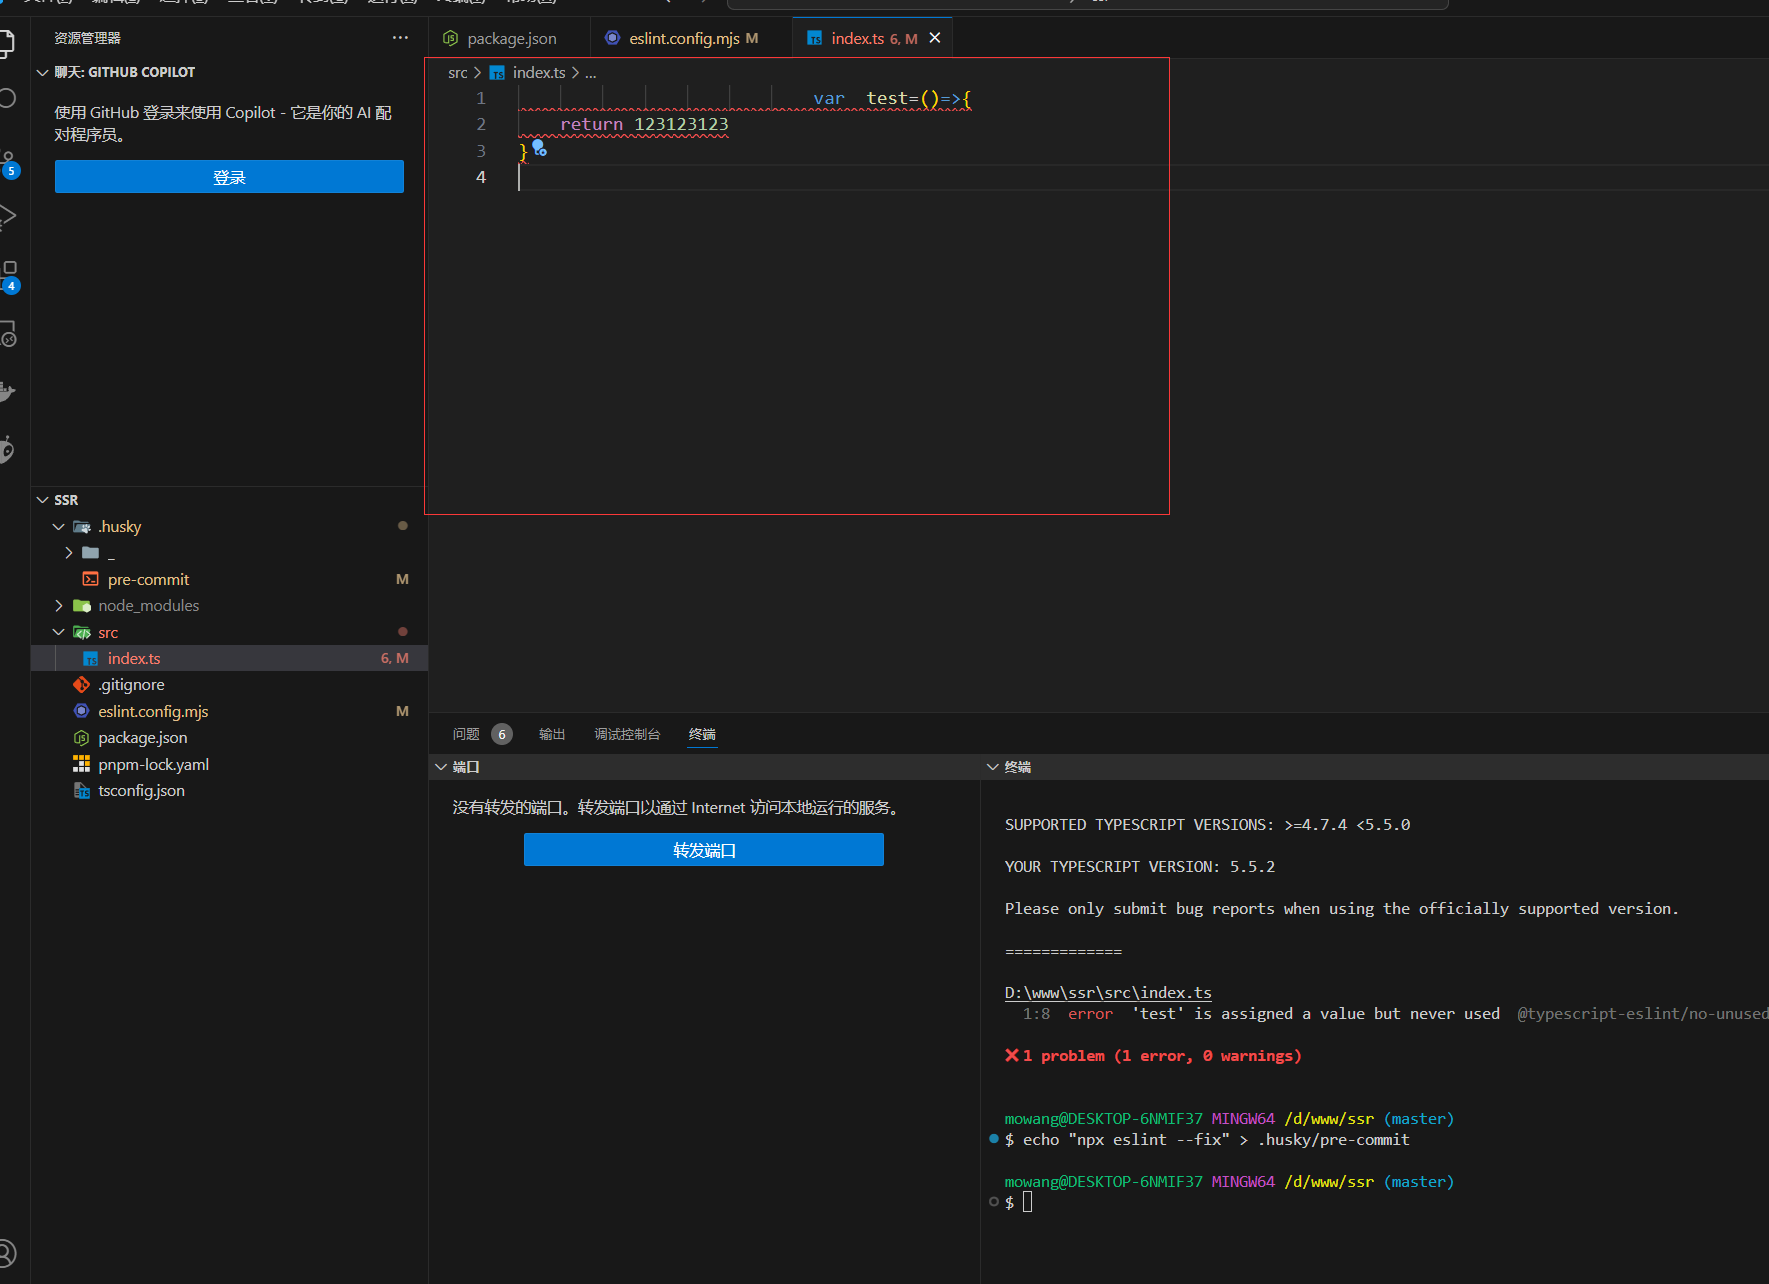 资源管理器
聊天: GITHUB COPILOT
使用 GitHub 登录来使用 Copilot - 它是你的 AI 配
对程序员。
登录
5
4
SSR
.husky
_
pre-commit M
node_modules
src
index.ts 6, M
.gitignore
eslint.config.mjs M
package.json
pnpm-lock.yaml
tsconfig.json
package.json
eslint.config.mjs M
index.ts 6, M
src > index.ts > ...
1 var test=()=>{
2 return 123123123
3 }
4
问题 6 输出 调试控制台 终端
端口
没有转发的端口。转发端口以通过 Internet 访问本地运行的服务。
转发端口
终端
SUPPORTED TYPESCRIPT VERSIONS: >=4.7.4 <5.5.0
YOUR TYPESCRIPT VERSION: 5.5.2
Please only submit bug reports when using the officially supported version.
=============
D:\www\ssr\src\index.ts
1:8 error 'test' is assigned a value but never used @typescript-eslint/no-unused
1 problem (1 error, 0 warnings)
mowang@DESKTOP-6NMIF37 MINGW64 /d/www/ssr (master)
$ echo "npx eslint --fix" > .husky/pre-commit
mowang@DESKTOP-6NMIF37 MINGW64 /d/www/ssr (master)
$